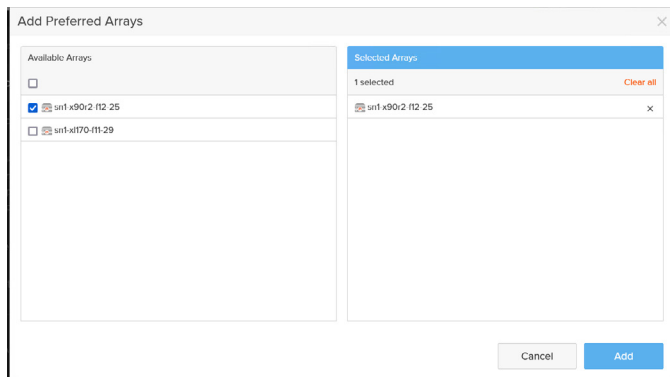 Add Preferred Arrays
Available Arrays
sn1-x90r2-f12-25
sn1-xl170-f11-29
Selected Arrays
1 selected
Clear all
sn1-x90r2-f12-25
Cancel
Add